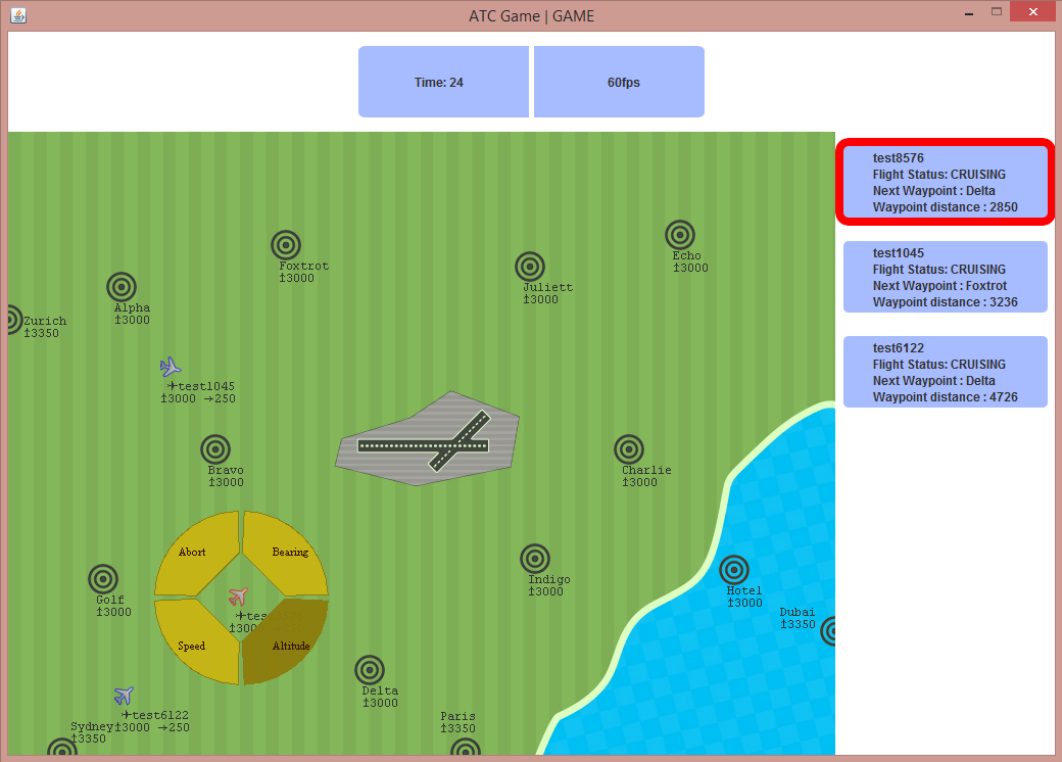 ATC Game | GAME
Time: 24
60fps
test8576
Flight Status: CRUISING
Next Waypoint : Delta
Waypoint distance : 2850
test1045
Flight Status: CRUISING
Next Waypoint : Foxtrot
Waypoint distance : 3236
test6122
Flight Status: CRUISING
Next Waypoint : Delta
Waypoint distance : 4726
Echo
‡3000
Foxtrot
‡3000
Juliett
‡3000
Alpha
‡3000
Zurich
‡3350
✈test1045
‡3000 →250
Bravo
‡3000
Charlie
‡3000
Abort
Bearing
Indigo
‡3000
Hotel
‡3000
Golf
‡3000
Dubai
‡3350
Speed
Altitude
Delta
‡3000
✈test6122
‡3000 →250
Sydney
‡3350
Paris
‡3350